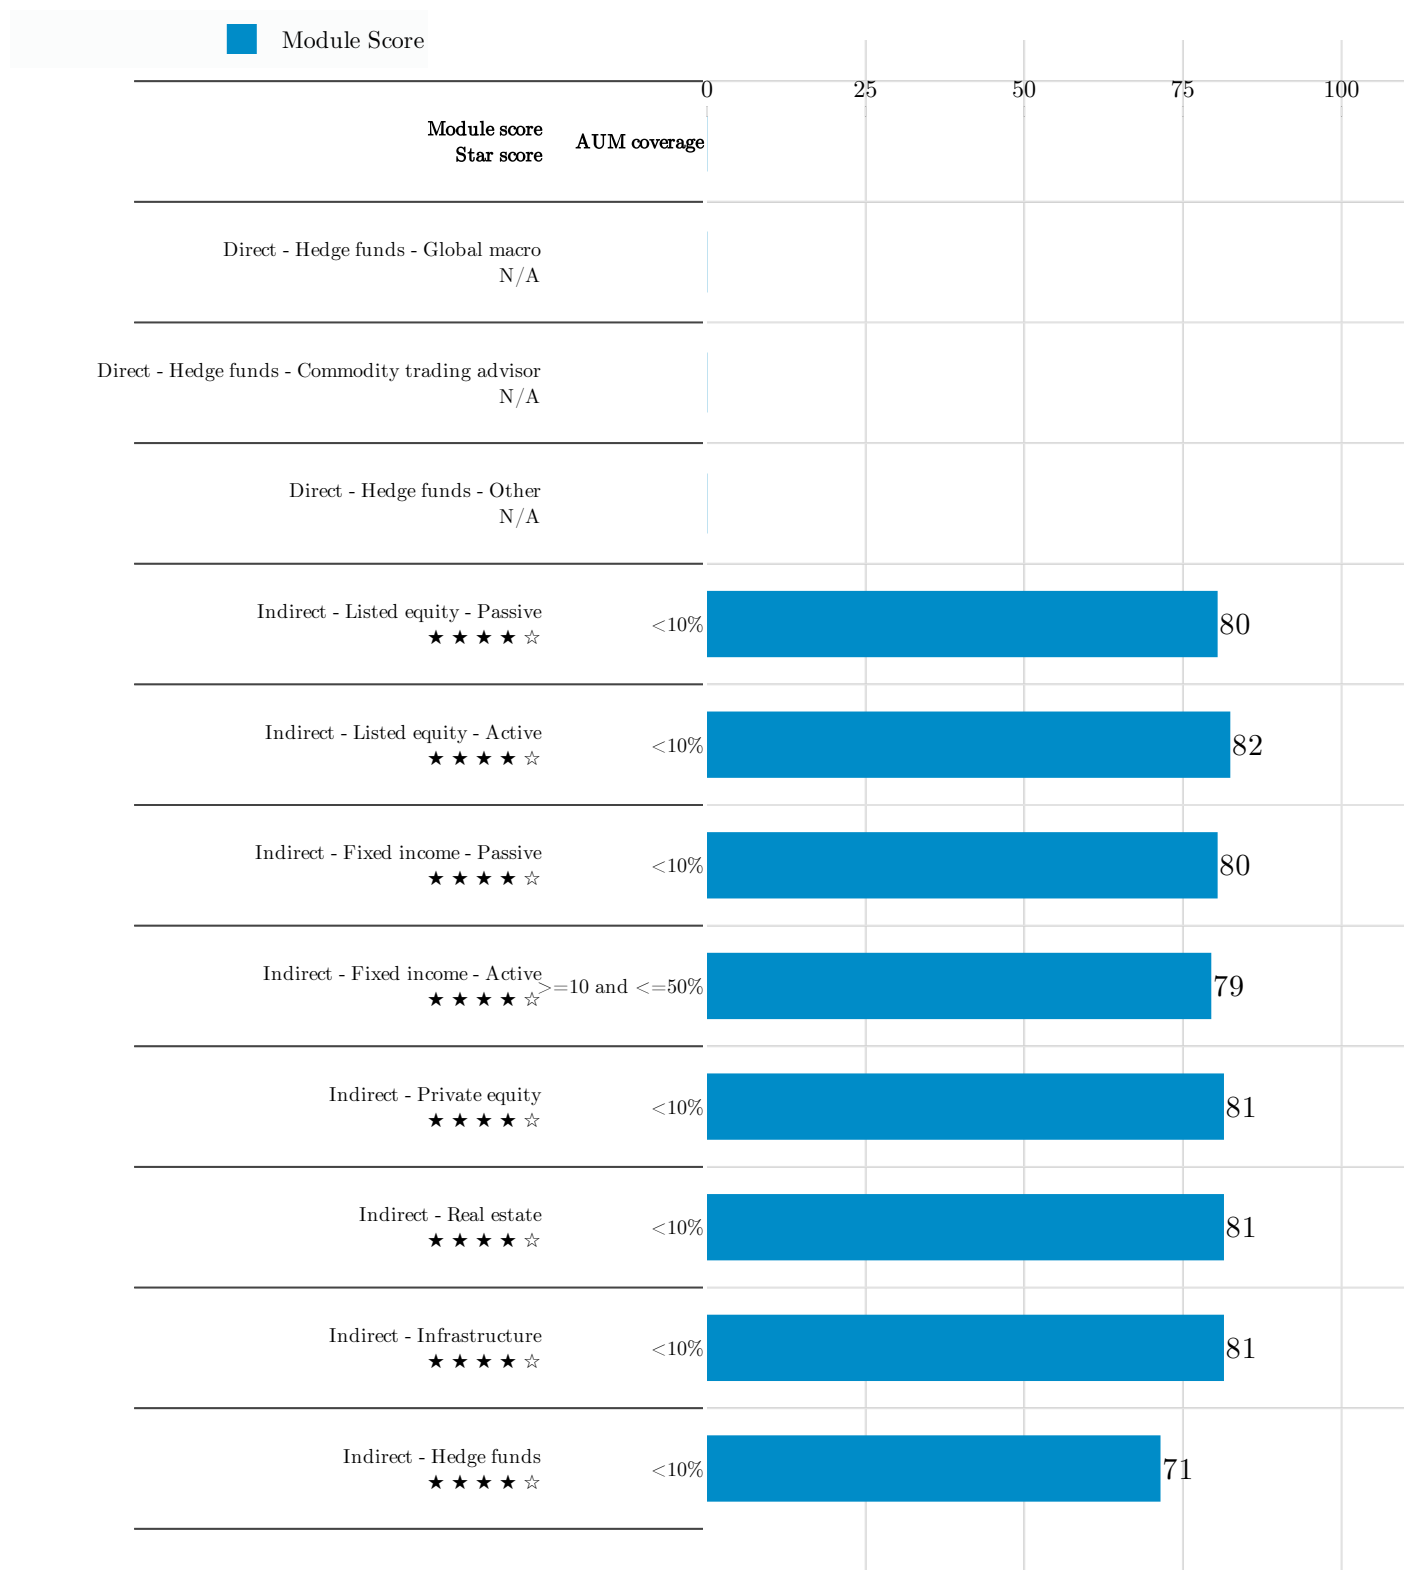 Module Score
0 25 50 75 100
Module score
Star score
AUM coverage
Direct - Hedge funds - Global macro
N/A
Direct - Hedge funds - Commodity trading advisor
N/A
Direct - Hedge funds - Other
N/A
Indirect - Listed equity - Passive
★ ★ ★ ★ ☆
<10%
80
Indirect - Listed equity - Active
★ ★ ★ ★ ☆
<10%
82
Indirect - Fixed income - Passive
★ ★ ★ ★ ☆
<10%
80
Indirect - Fixed income - Active
★ ★ ★ ★ ☆
>=10 and <=50%
79
Indirect - Private equity
★ ★ ★ ★ ☆
<10%
81
Indirect - Real estate
★ ★ ★ ★ ☆
<10%
81
Indirect - Infrastructure
★ ★ ★ ★ ☆
<10%
81
Indirect - Hedge funds
★ ★ ★ ★ ☆
<10%
71